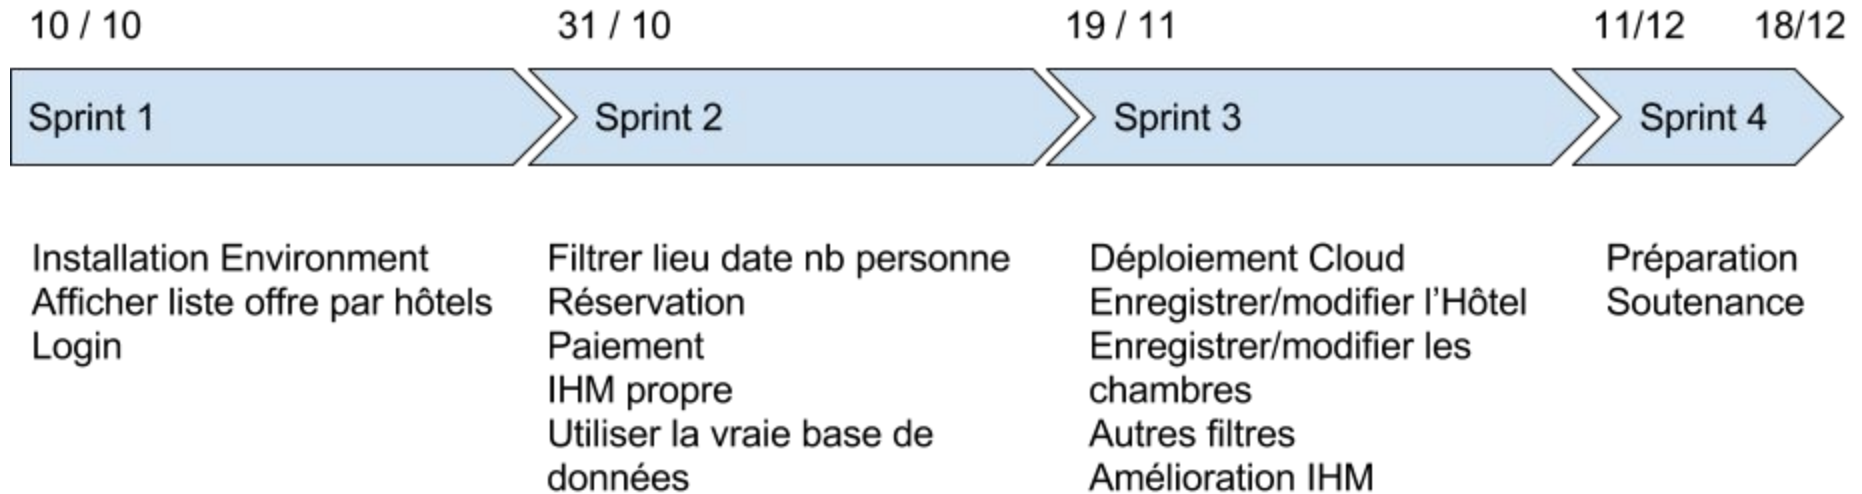 10 / 10
31 / 10
19 / 11
11/12
18/12
Sprint 1
Sprint 2
Sprint 3
Sprint 4
Installation Environment
Afficher liste offre par hôtels
Login
Filtrer lieu date nb personne
Réservation
Paiement
IHM propre
Utiliser la vraie base de
données
Déploiement Cloud
Enregistrer/modifier l’Hôtel
Enregistrer/modifier les
chambres
Autres filtres
Amélioration IHM
Préparation
Soutenance